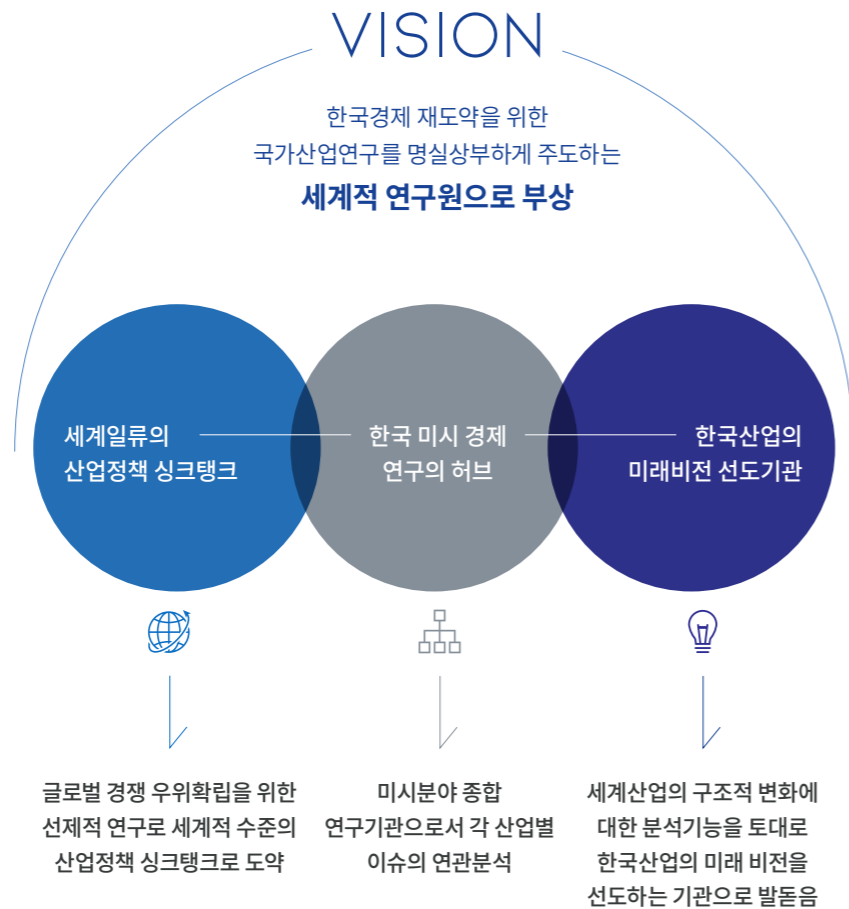 VISION
한국경제 재도약을 위한
국가산업연구를 명실상부하게 주도하는
세계적 연구원으로 부상
세계일류의
산업정책 싱크탱크
한국 미시 경제
연구의 허브
한국산업의
미래비전 선도기관
글로벌 경쟁 우위확립을 위한
선제적 연구로 세계적 수준의
산업정책 싱크탱크로 도약
미시분야 종합
연구기관으로서 각 산업별
이슈의 연관분석
세계산업의 구조적 변화에
대한 분석기능을 토대로
한국산업의 미래 비전을
선도하는 기관으로 발돋음